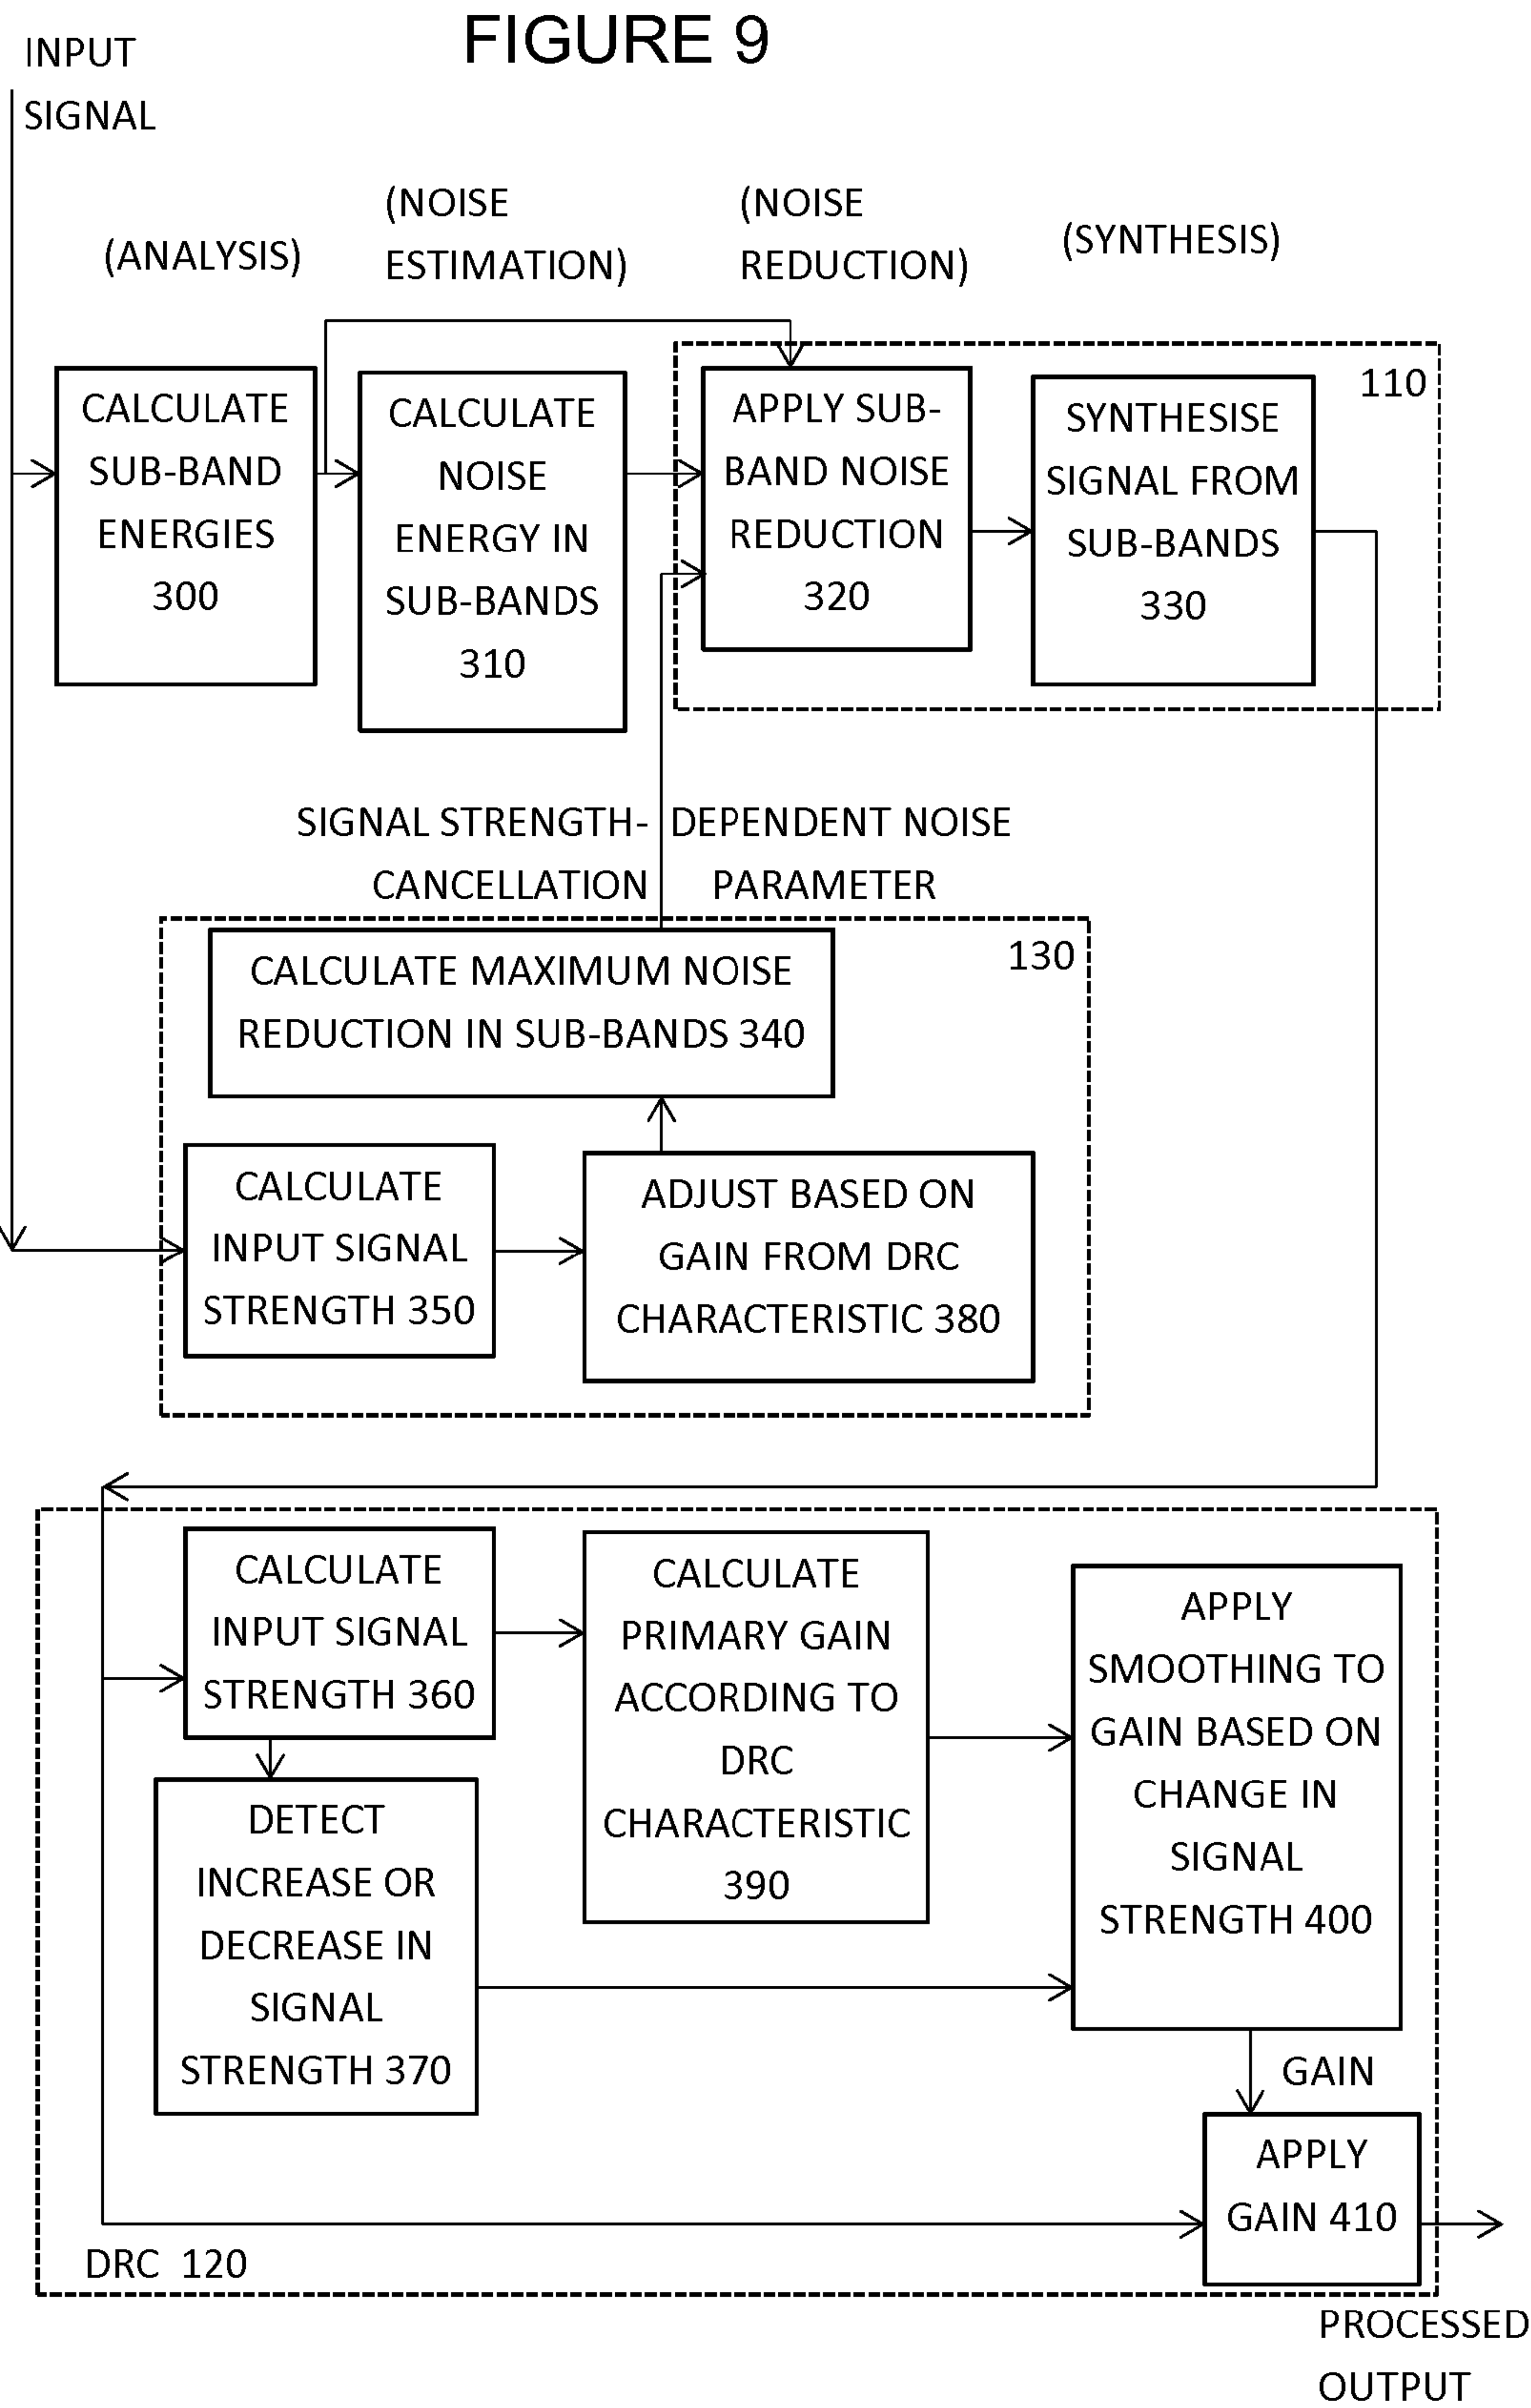 FIGURE 9
INPUT
SIGNAL
(ANALYSIS)
(NOISE
ESTIMATION)
(NOISE
REDUCTION)
(SYNTHESIS)
CALCULATE
SUB-BAND
ENERGIES
300
CALCULATE
NOISE
ENERGY IN
SUB-BANDS
310
APPLY SUB-
BAND NOISE
REDUCTION
320
SYNTHESISE
SIGNAL FROM
SUB-BANDS
330
110
SIGNAL STRENGTH- DEPENDENT NOISE
CANCELLATION PARAMETER
130
CALCULATE MAXIMUM NOISE
REDUCTION IN SUB-BANDS 340
CALCULATE
INPUT SIGNAL
STRENGTH 350
ADJUST BASED ON
GAIN FROM DRC
CHARACTERISTIC 380
CALCULATE
INPUT SIGNAL
STRENGTH 360
CALCULATE
PRIMARY GAIN
ACCORDING TO
DRC
CHARACTERISTIC
390
APPLY
SMOOTHING TO
GAIN BASED ON
CHANGE IN
SIGNAL
STRENGTH 400
DETECT
INCREASE OR
DECREASE IN
SIGNAL
STRENGTH 370
GAIN
APPLY
GAIN 410
DRC 120
PROCESSED
OUTPUT